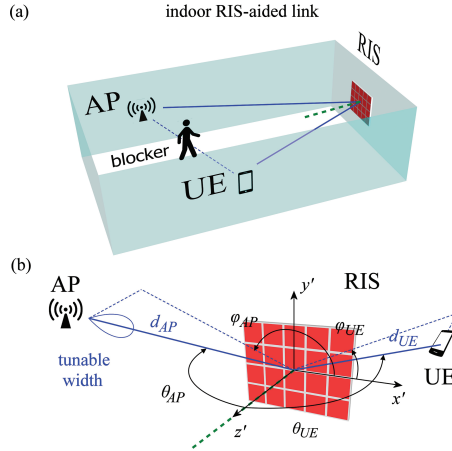 (a)
indoor RIS-aided link
RIS
AP
blocker
UE
(b)
AP
RIS
y'
φAP
φUE
dAP
dUE
tunable
width
θAP
UE
x'
θUE
z'